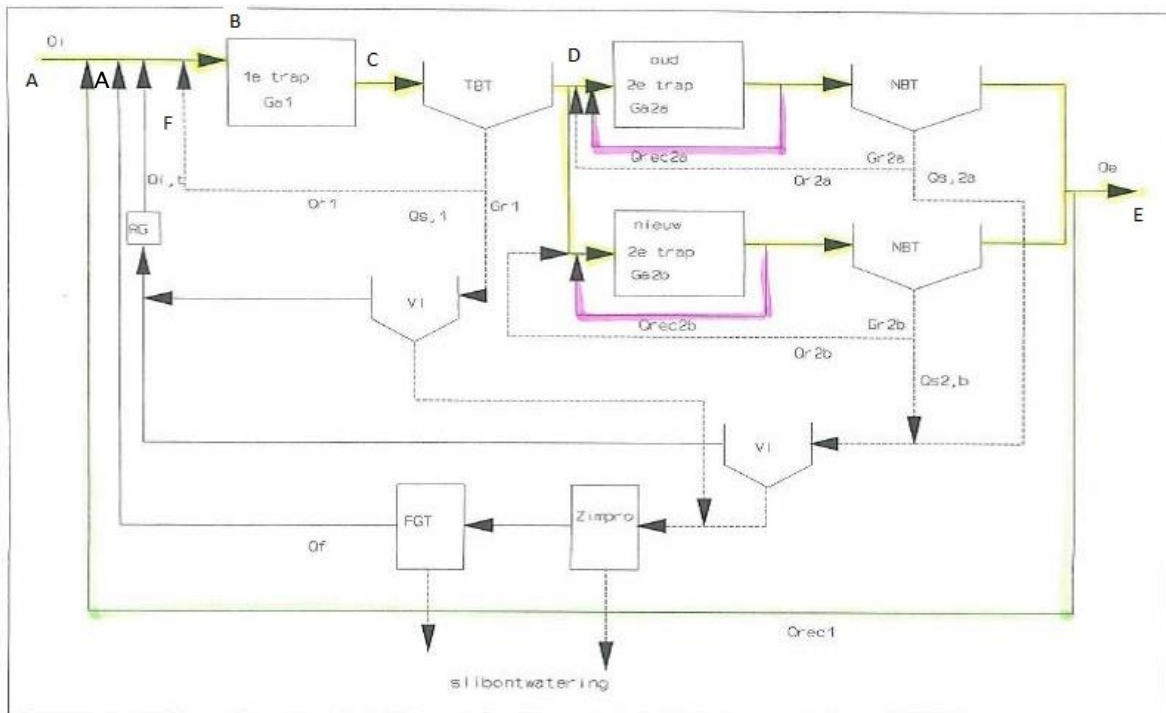 B
Qi
A
A
C
D
1e trap
Ga1
TBT
oud
2e trap
Ga2a
NBT
F
Qrec2a
Qr2a
Gr2a
Qs,2a
Qe
E
Qi,b
Qr1
Qs,1
Gr1
AG
nieuw
2e trap
Ga2b
NBT
VI
Qrec2b
Qr2b
Gr2b
Qs2,b
VI
FGT
Zimpro
Qf
Qrec1
slibontwatering